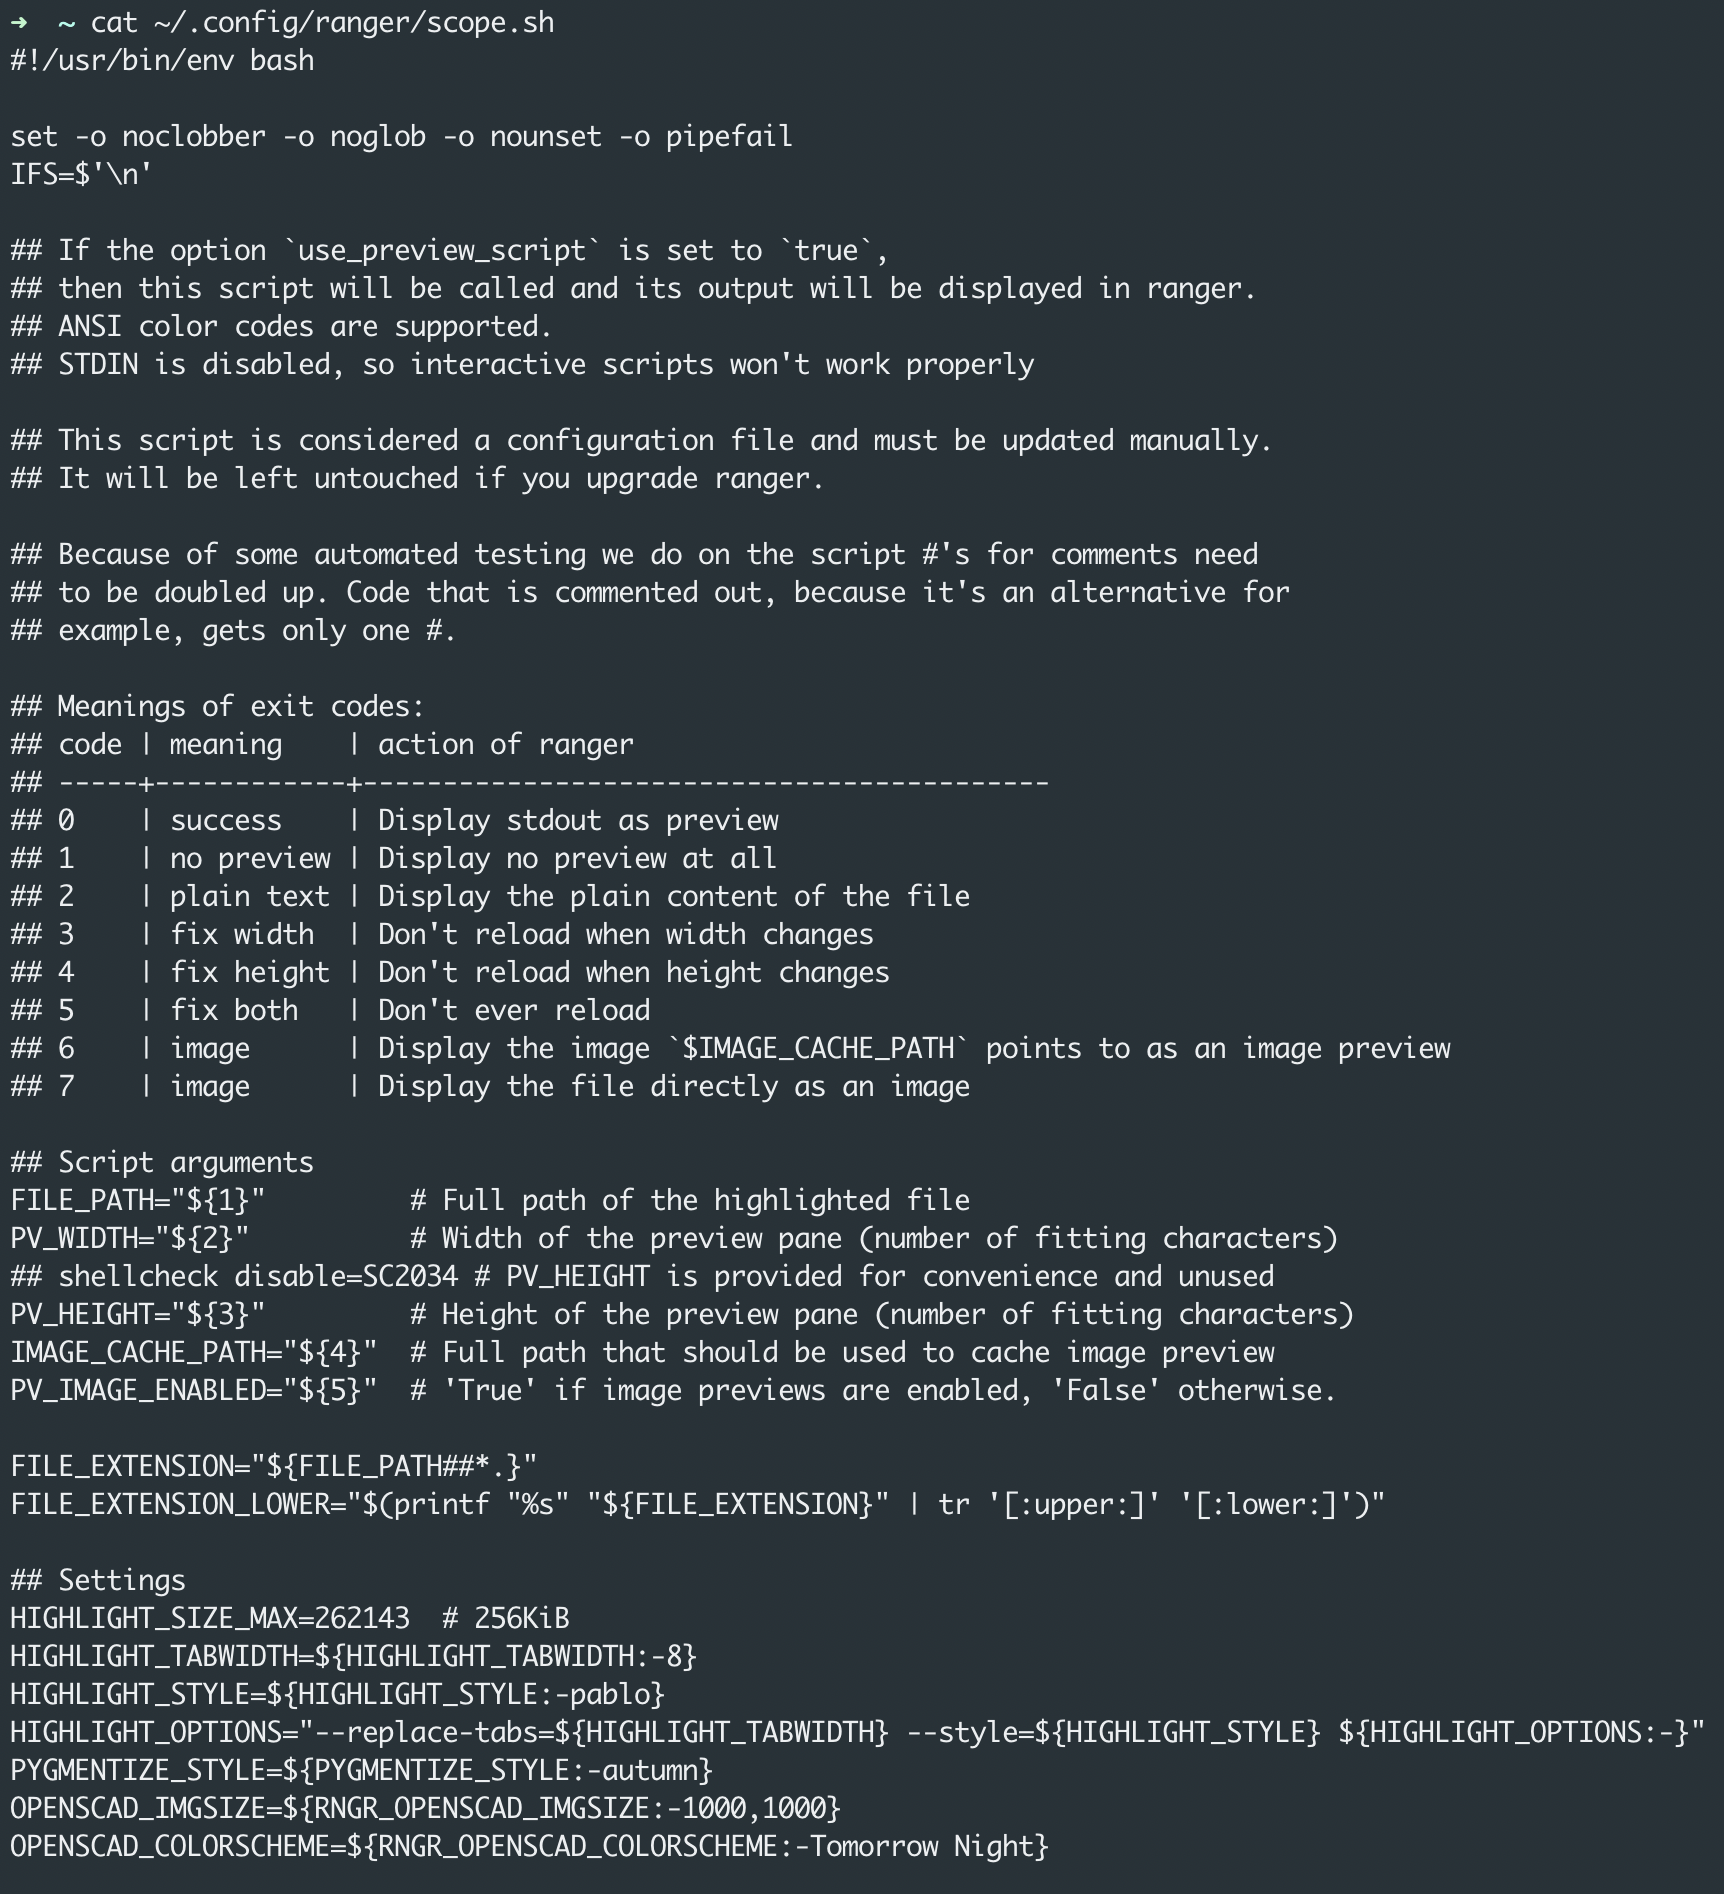 ➜  ~ cat ~/.config/ranger/scope.sh
#!/usr/bin/env bash

set -o noclobber -o noglob -o nounset -o pipefail
IFS=$'\n'

## If the option `use_preview_script` is set to `true`,
## then this script will be called and its output will be displayed in ranger.
## ANSI color codes are supported.
## STDIN is disabled, so interactive scripts won't work properly

## This script is considered a configuration file and must be updated manually.
## It will be left untouched if you upgrade ranger.

## Because of some automated testing we do on the script #'s for comments need
## to be doubled up. Code that is commented out, because it's an alternative for
## example, gets only one #.

## Meanings of exit codes:
## code | meaning    | action of ranger
## -----+------------+-------------------------------------------
## 0    | success    | Display stdout as preview
## 1    | no preview | Display no preview at all
## 2    | plain text | Display the plain content of the file
## 3    | fix width  | Don't reload when width changes
## 4    | fix height | Don't reload when height changes
## 5    | fix both   | Don't ever reload
## 6    | image      | Display the image `$IMAGE_CACHE_PATH` points to as an image preview
## 7    | image      | Display the file directly as an image

## Script arguments
FILE_PATH="${1}"         # Full path of the highlighted file
PV_WIDTH="${2}"          # Width of the preview pane (number of fitting characters)
## shellcheck disable=SC2034 # PV_HEIGHT is provided for convenience and unused
PV_HEIGHT="${3}"         # Height of the preview pane (number of fitting characters)
IMAGE_CACHE_PATH="${4}"  # Full path that should be used to cache image preview
PV_IMAGE_ENABLED="${5}"  # 'True' if image previews are enabled, 'False' otherwise.

FILE_EXTENSION="${FILE_PATH##*.}"
FILE_EXTENSION_LOWER="$(printf "%s" "${FILE_EXTENSION}" | tr '[:upper:]' '[:lower:]')"

## Settings
HIGHLIGHT_SIZE_MAX=262143  # 256KiB
HIGHLIGHT_TABWIDTH=${HIGHLIGHT_TABWIDTH:-8}
HIGHLIGHT_STYLE=${HIGHLIGHT_STYLE:-pablo}
HIGHLIGHT_OPTIONS="--replace-tabs=${HIGHLIGHT_TABWIDTH} --style=${HIGHLIGHT_STYLE} ${HIGHLIGHT_OPTIONS:-}"
PYGMENTIZE_STYLE=${PYGMENTIZE_STYLE:-autumn}
OPENSCAD_IMGSIZE=${RNGR_OPENSCAD_IMGSIZE:-1000,1000}
OPENSCAD_COLORSCHEME=${RNGR_OPENSCAD_COLORSCHEME:-Tomorrow Night}